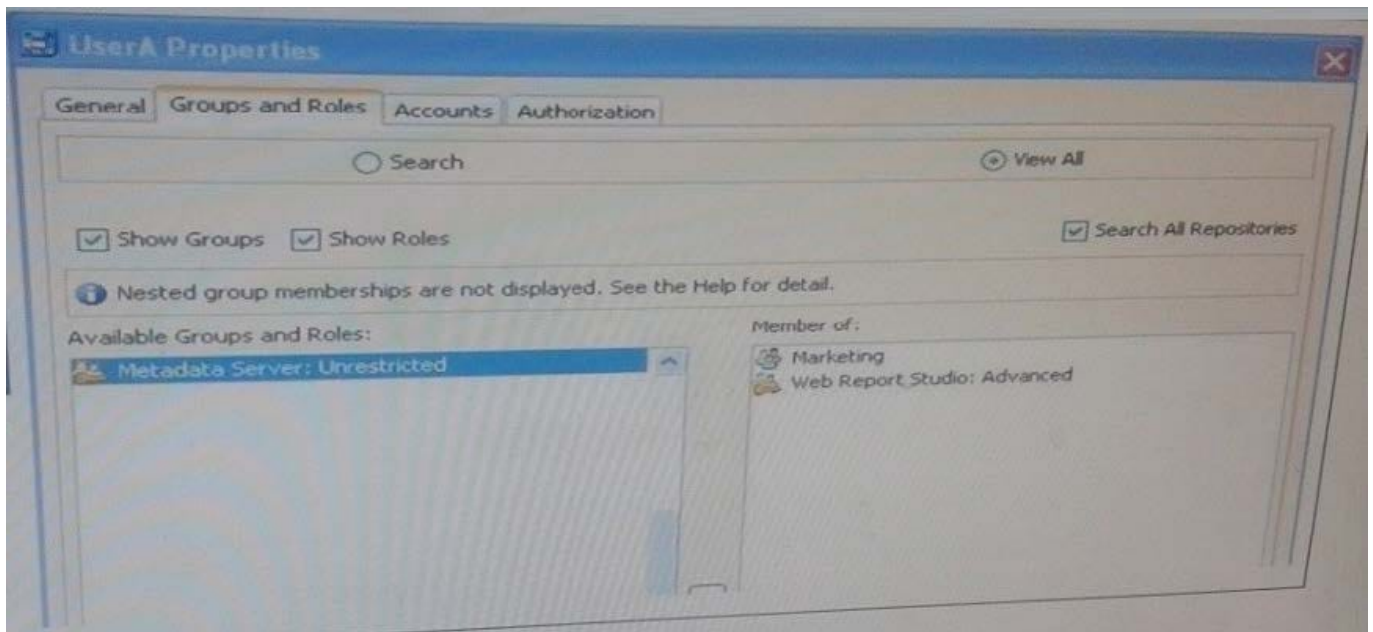 UserA Properties
General Groups and Roles Accounts Authorization
Search View All
Show Groups Show Roles Search All Repositories
Nested group memberships are not displayed. See the Help for detail.
Available Groups and Roles: Member of:
Metadata Server: Unrestricted Marketing
Web Report Studio: Advanced